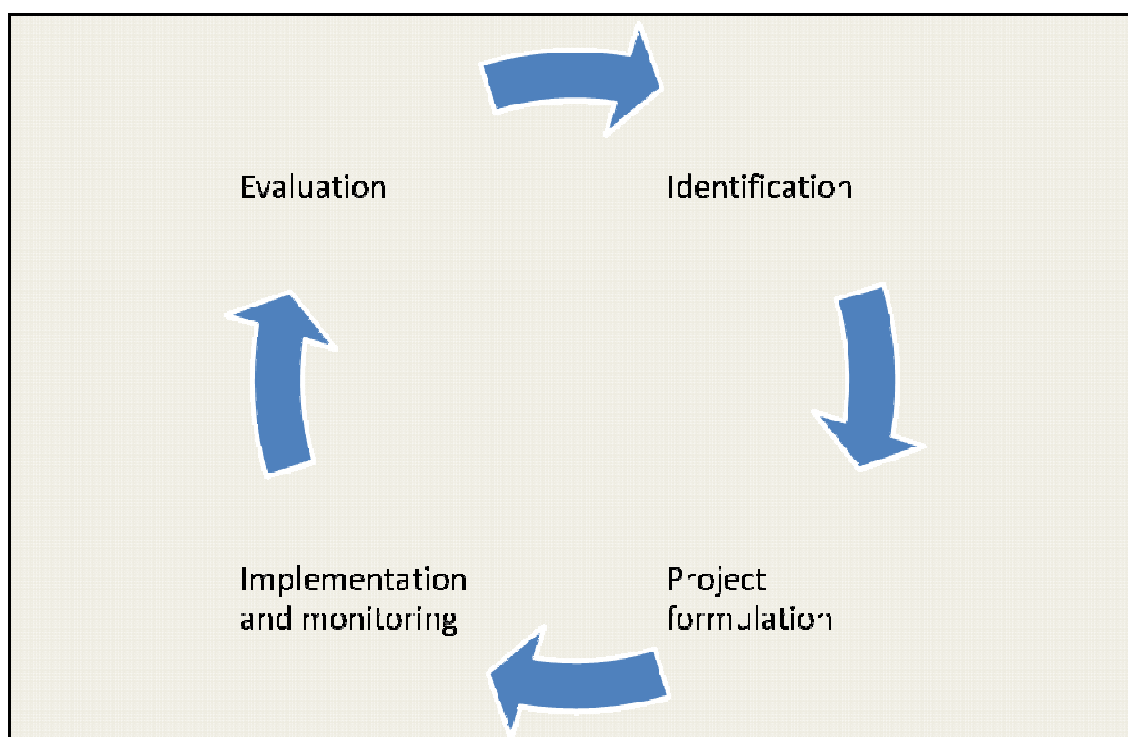 Evaluation
Identification
Implementation
and monitoring
Project
formulation